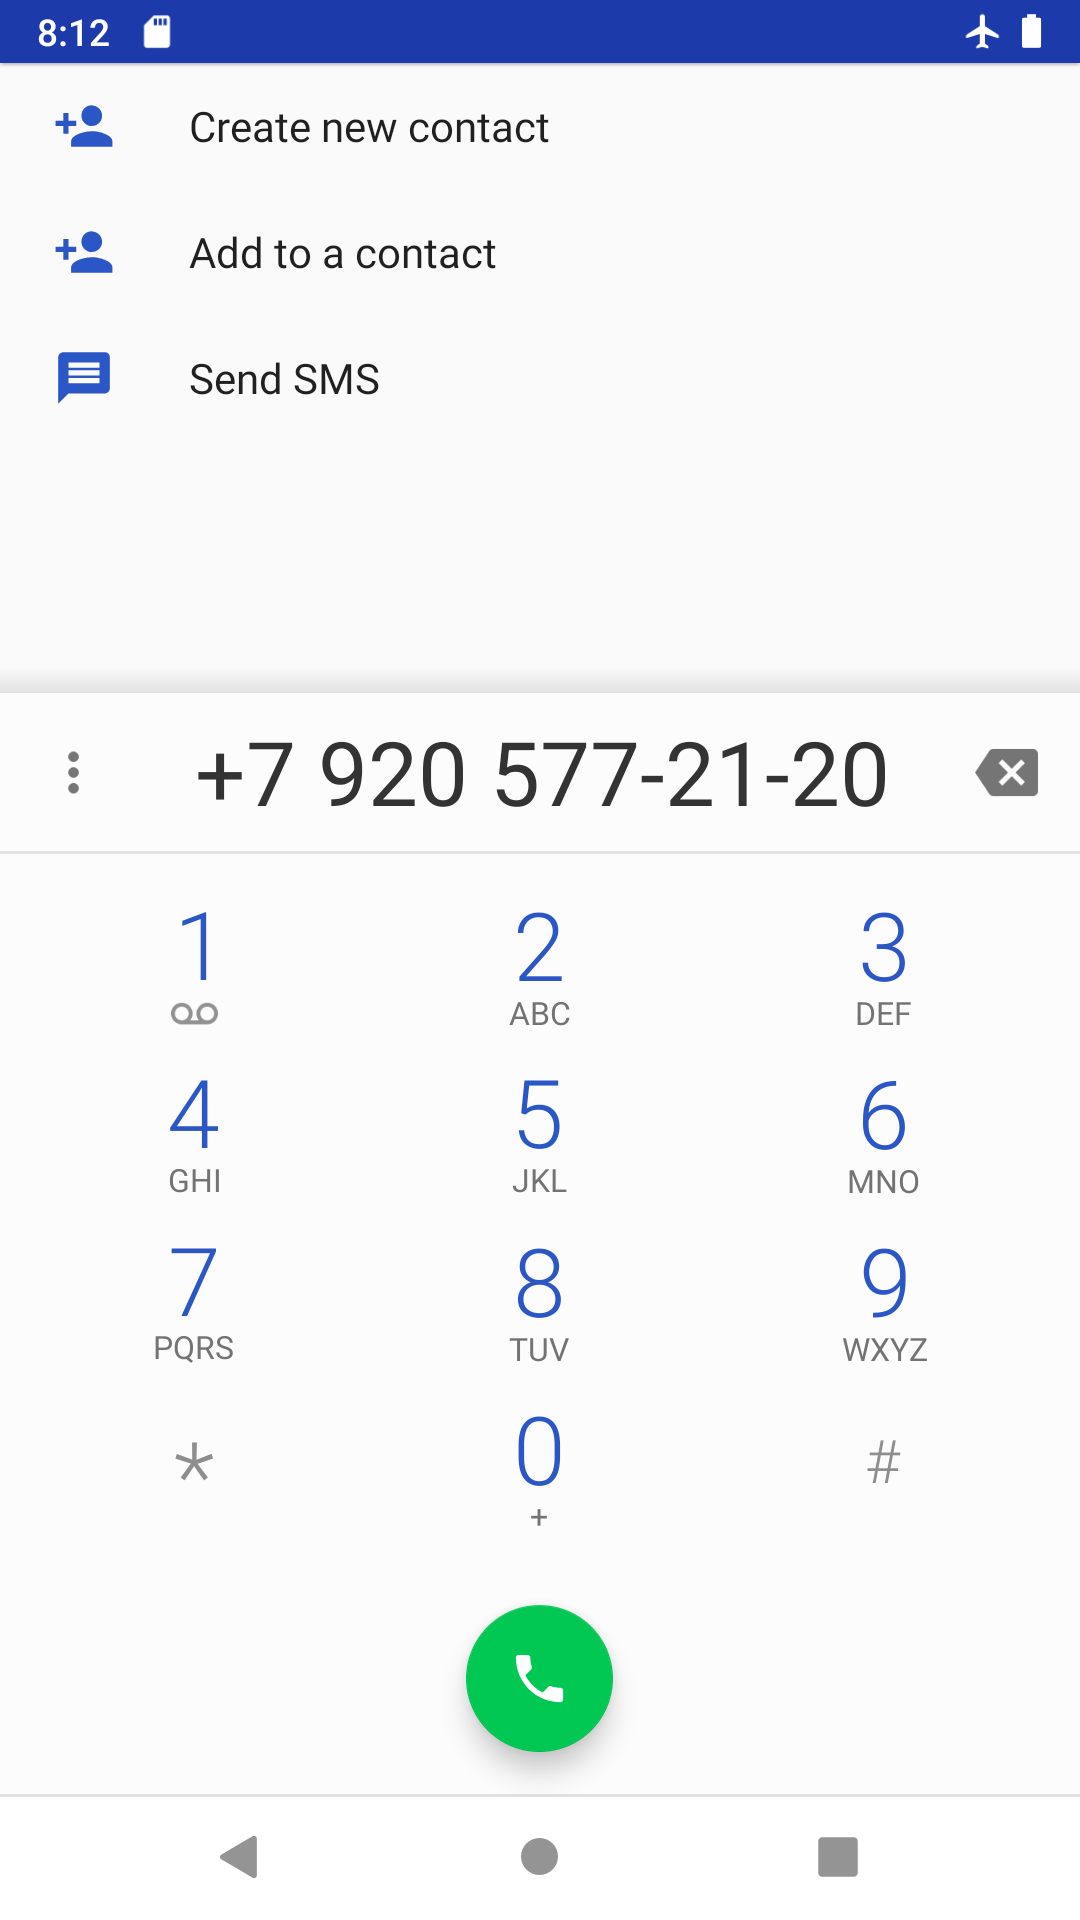 8:12
Create new contact
Add to a contact
Send SMS
+7 920 577-21-20
1 2 3
ABC DEF
4 5 6
GHI JKL MNO
7 8 9
PQRS TUV WXYZ
* 0 #
+